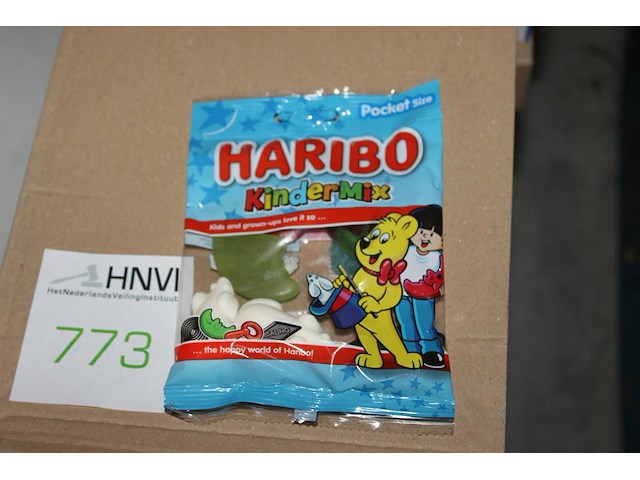 Pocket Size
HARIBO
KinderMix
Kids and grown-ups love it so ...
HNVI
HetNederlandsVeilingInstituut
773
... the happy world of Haribo!